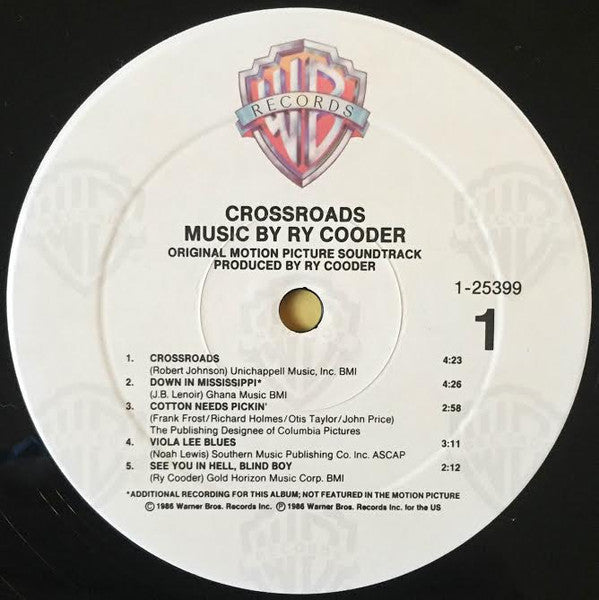 WB
RECORDS
CROSSROADS
MUSIC BY RY COODER
ORIGINAL MOTION PICTURE SOUNDTRACK
PRODUCED BY RY COODER
1-25399
1
1. CROSSROADS 4:23
(Robert Johnson) Unichappell Music, Inc. BMI
2. DOWN IN MISSISSIPPI* 4:26
(J.B. Lenoir) Ghana Music BMI
3. COTTON NEEDS PICKIN' 2:58
(Frank Frost/Richard Holmes/Otis Taylor/John Price)
The Publishing Designee of Columbia Pictures
4. VIOLA LEE BLUES 3:11
(Noah Lewis) Southern Music Publishing Co. Inc. ASCAP
5. SEE YOU IN HELL, BLIND BOY 2:12
(Ry Cooder) Gold Horizon Music Corp. BMI
*ADDITIONAL RECORDING FOR THIS ALBUM; NOT FEATURED IN THE MOTION PICTURE
© 1986 Warner Bros. Records Inc. ℗ 1986 Warner Bros. Records Inc. for the US